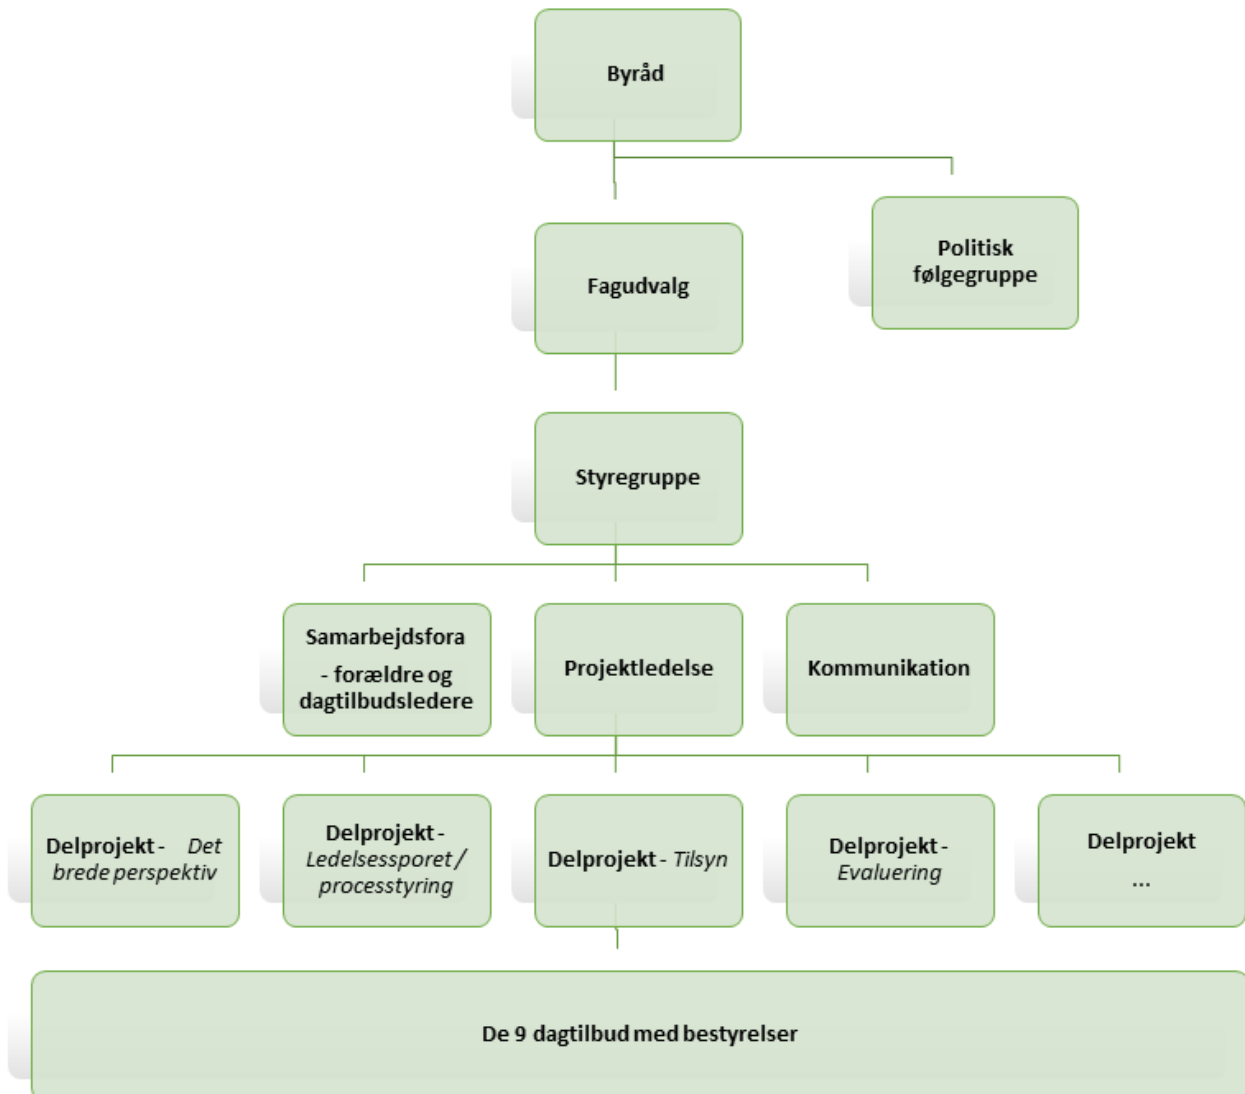 Byråd
Politisk
følgegruppe
Fagudvalg
Styregruppe
Samarbejdsfora
- forældre og
dagtilbudsledere
Projektledelse
Kommunikation
Delprojekt - Det
brede perspektiv
Delprojekt -
Ledelsessporet /
processtyring
Delprojekt - Tilsyn
Delprojekt -
Evaluering
Delprojekt
...
De 9 dagtilbud med bestyrelser